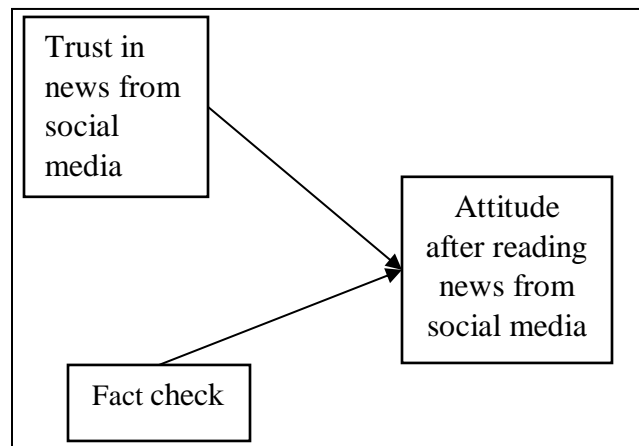 Trust in
news from
social
media
Attitude
after reading
news from
social media
Fact check